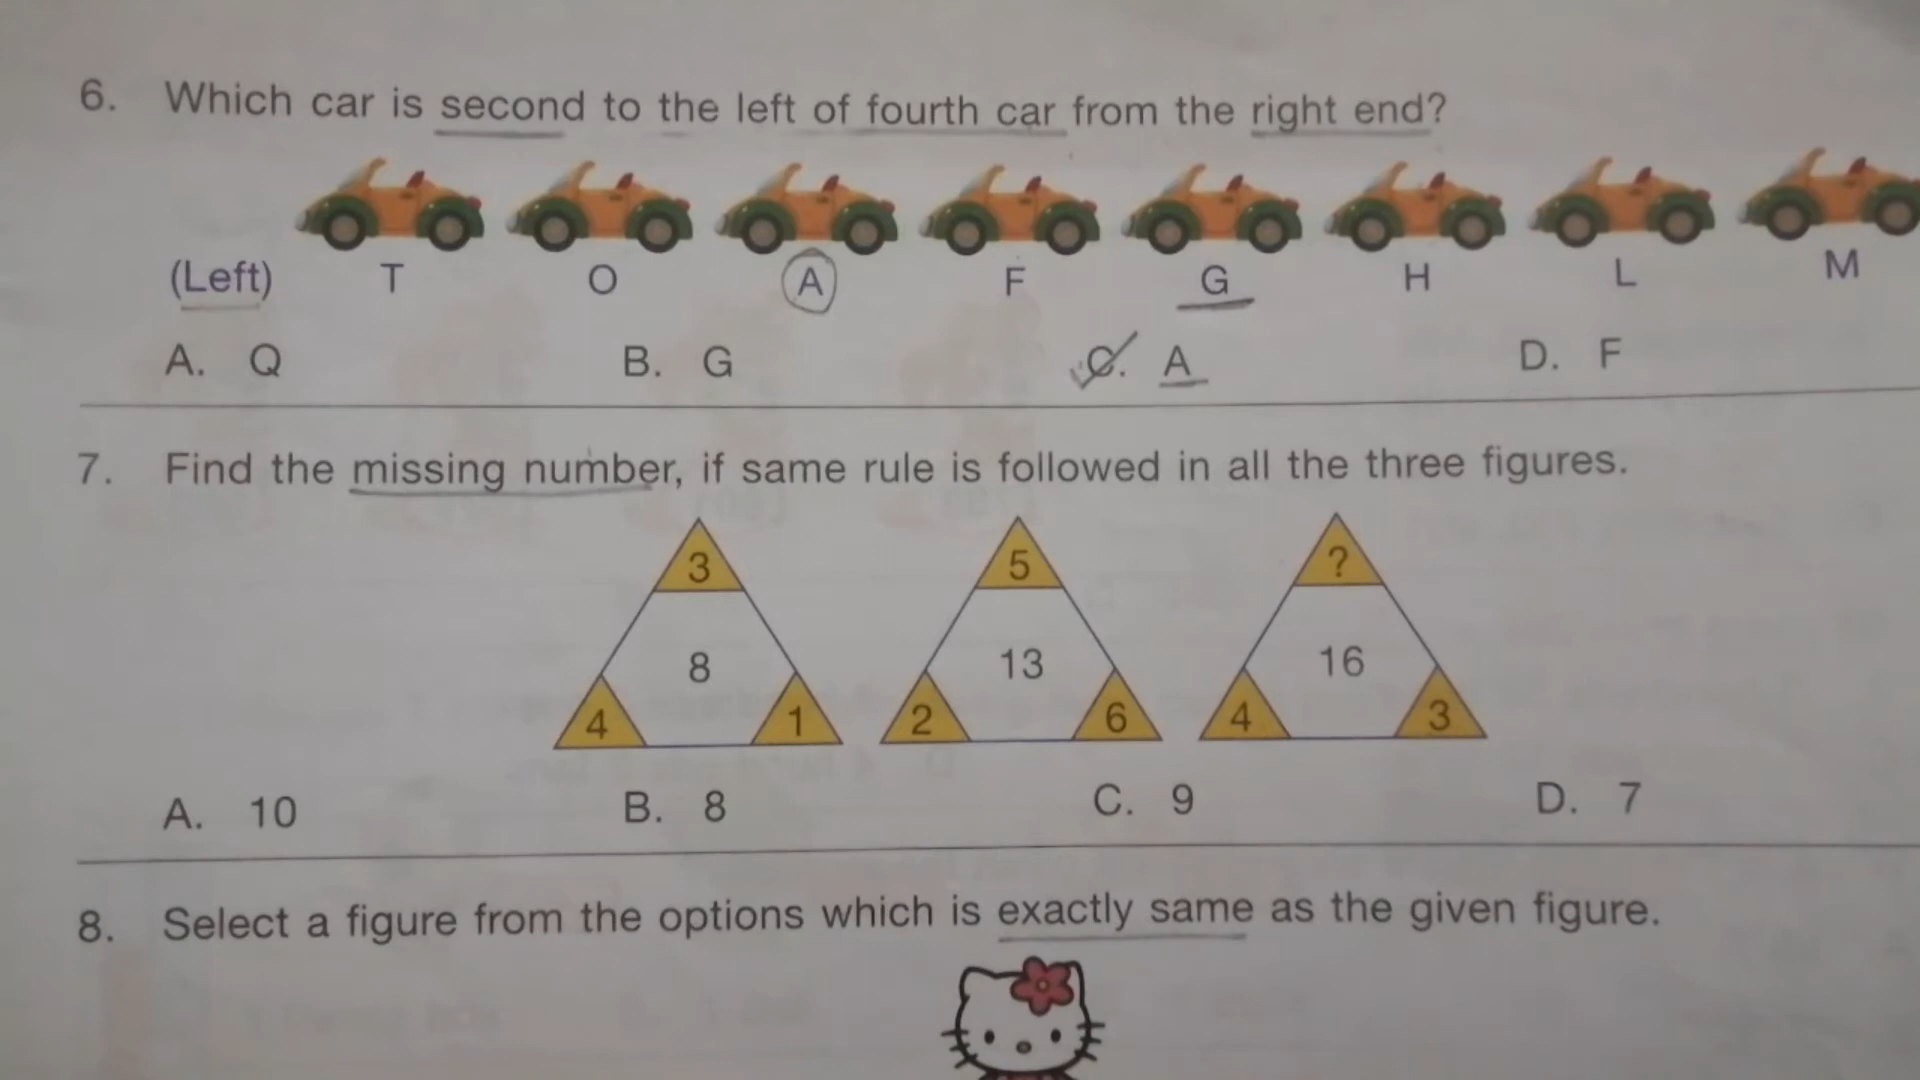 6. Which car is second to the left of fourth car from the right end?
(Left) T O A F G H L M
A. Q B. G C. A D. F
7. Find the missing number, if same rule is followed in all the three figures.
3 5 ?
8 13 16
4 1 2 6 4 3
A. 10 B. 8 C. 9 D. 7
8. Select a figure from the options which is exactly same as the given figure.